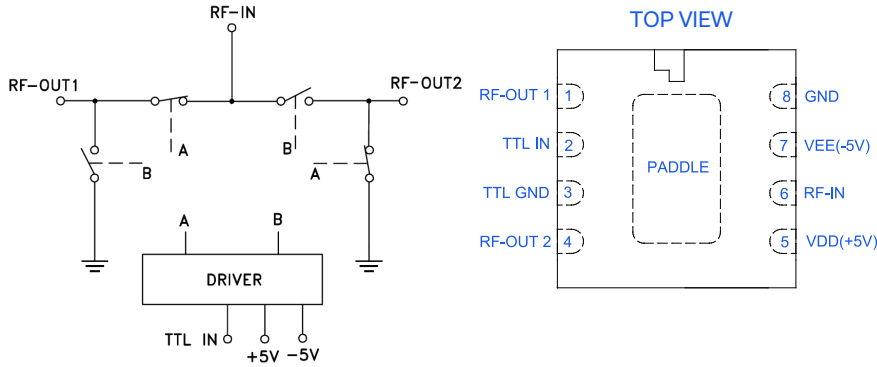 RF-IN
RF-OUT1
RF-OUT2
A
B
B
A
A
B
DRIVER
TTL IN
+5V
-5V
TOP VIEW
RF-OUT 1
1
8
GND
TTL IN
2
7
VEE(-5V)
PADDLE
TTL GND
3
6
RF-IN
RF-OUT 2
4
5
VDD(+5V)